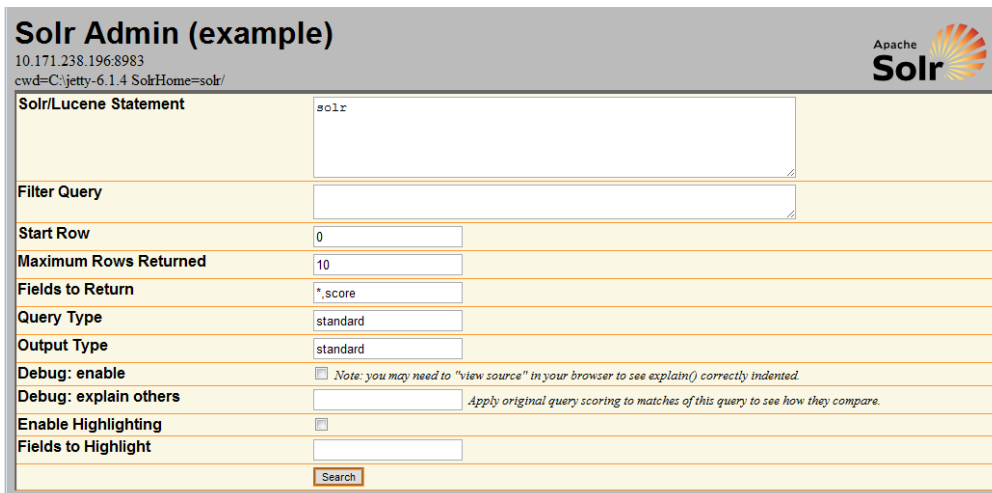 Solr Admin (example)
10.171.238.196:8983
cwd=C:\jetty-6.1.4 SolrHome=solr/
Apache
Solr
Solr/Lucene Statement
solr
Filter Query
Start Row
0
Maximum Rows Returned
10
Fields to Return
*,score
Query Type
standard
Output Type
standard
Debug: enable
Note: you may need to "view source" in your browser to see explain() correctly indented.
Debug: explain others
Apply original query scoring to matches of this query to see how they compare.
Enable Highlighting
Fields to Highlight
Search